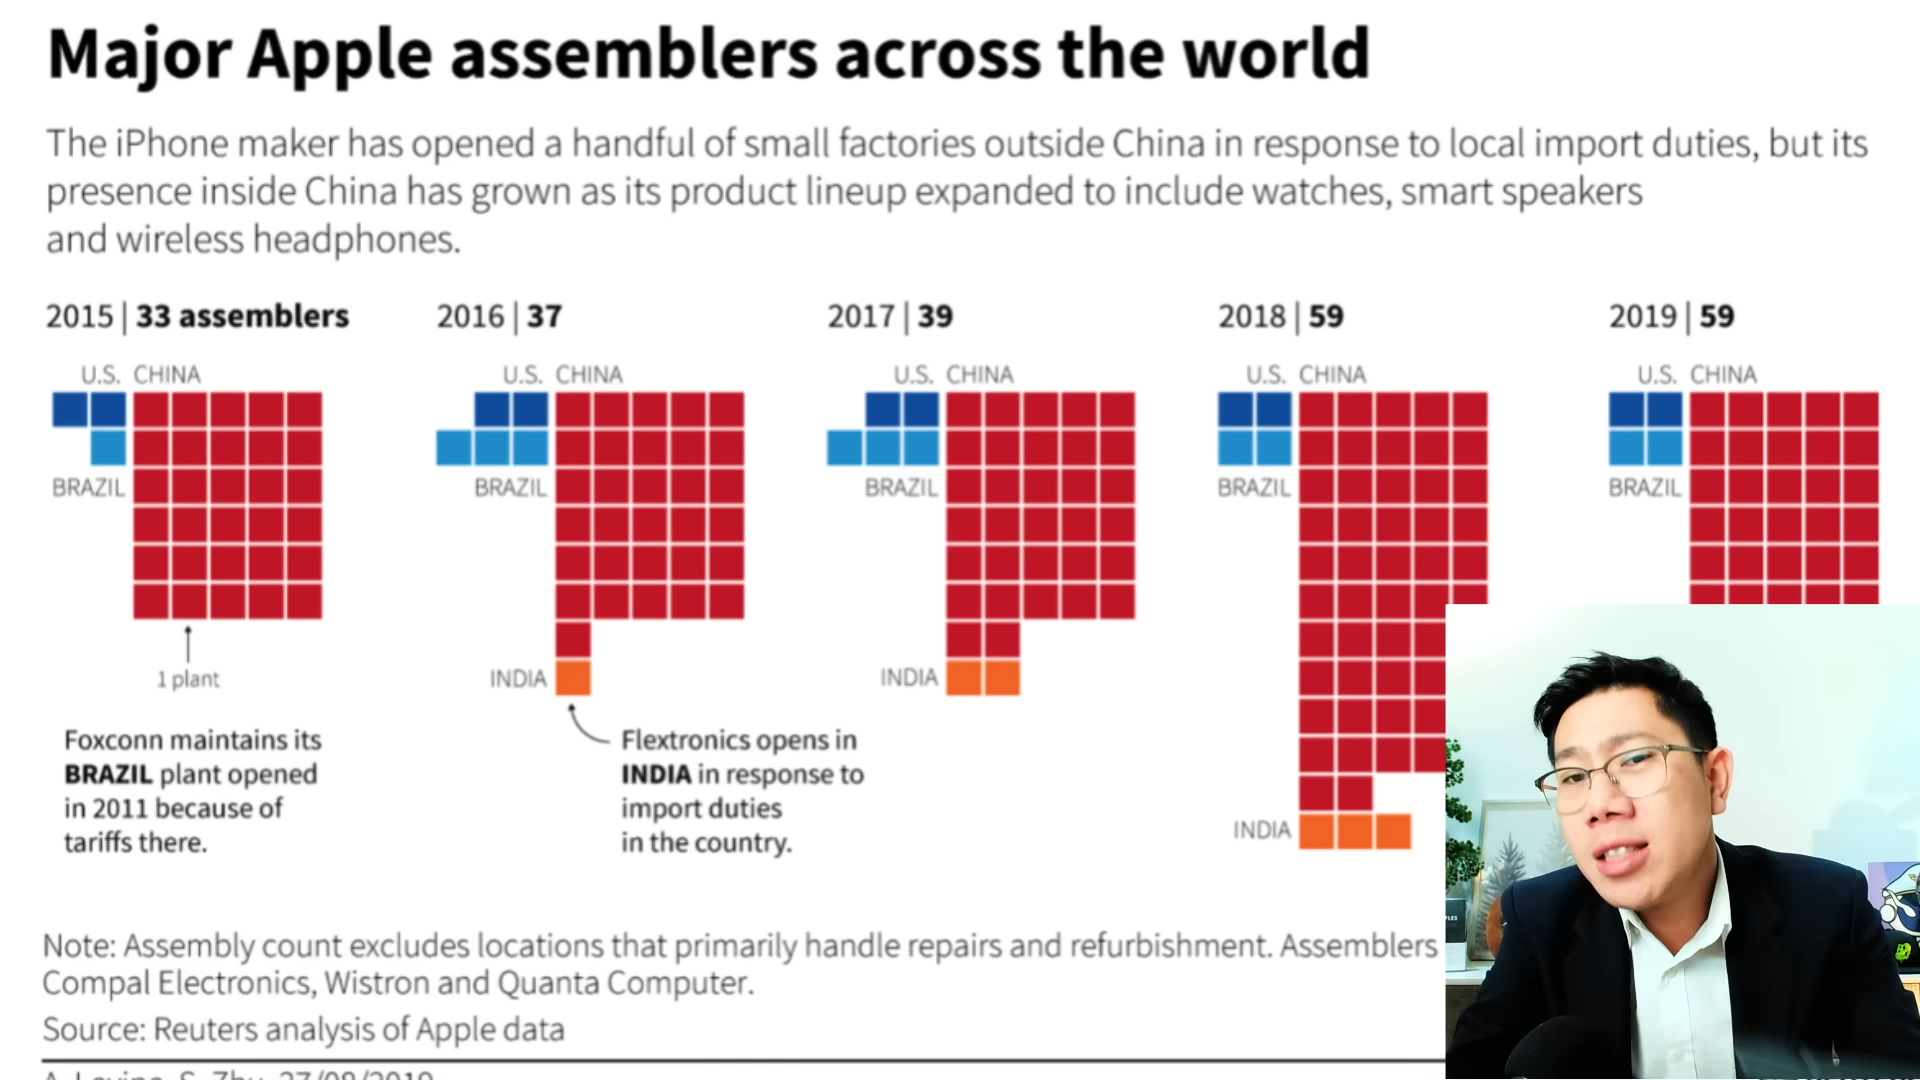 Major Apple assemblers across the world
The iPhone maker has opened a handful of small factories outside China in response to local import duties, but its
presence inside China has grown as its product lineup expanded to include watches, smart speakers
and wireless headphones.
2015 | 33 assemblers
2016 | 37
2017 | 39
2018 | 59
2019 | 59
U.S. CHINA
U.S. CHINA
U.S. CHINA
U.S. CHINA
U.S. CHINA
BRAZIL
BRAZIL
BRAZIL
BRAZIL
BRAZIL
1 plant
INDIA
INDIA
INDIA
Foxconn maintains its
BRAZIL plant opened
in 2011 because of
tariffs there.
Flextronics opens in
INDIA in response to
import duties
in the country.
Note: Assembly count excludes locations that primarily handle repairs and refurbishment. Assemblers
Compal Electronics, Wistron and Quanta Computer.
Source: Reuters analysis of Apple data